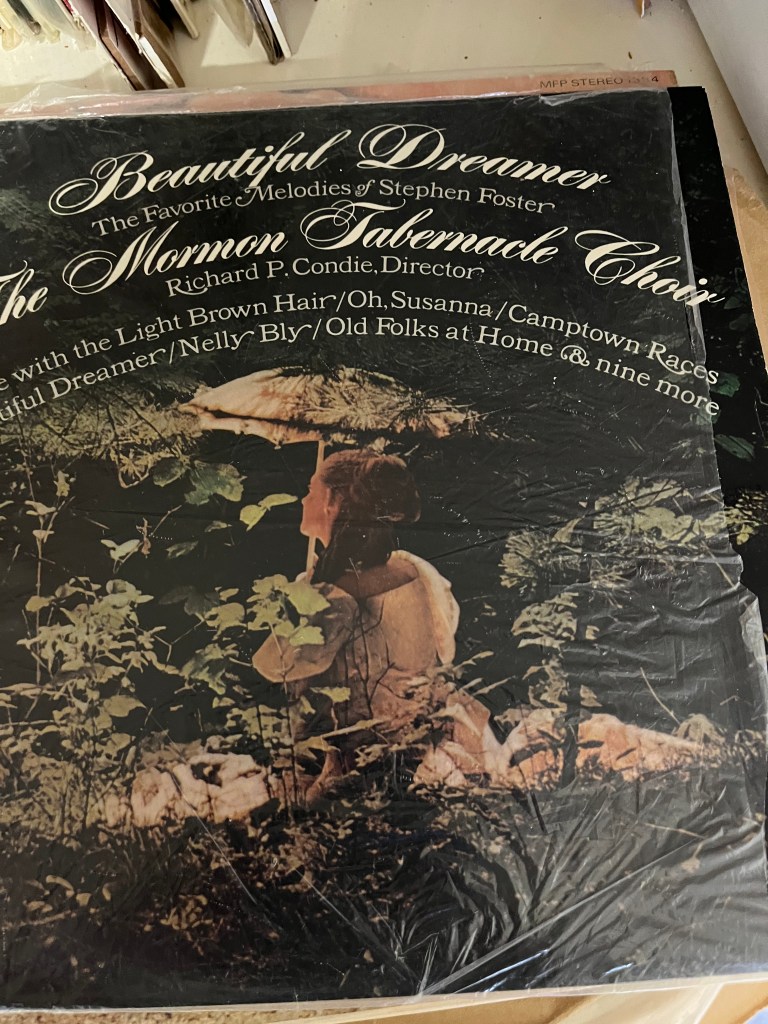 MFP STEREO
Beautiful Dreamer
The Favorite Melodies of Stephen Foster
The Mormon Tabernacle Choir
Richard P. Condie, Director
e with the Light Brown Hair/Oh, Susanna/Camptown Races
tiful Dreamer/Nelly Bly/Old Folks at Home & nine more